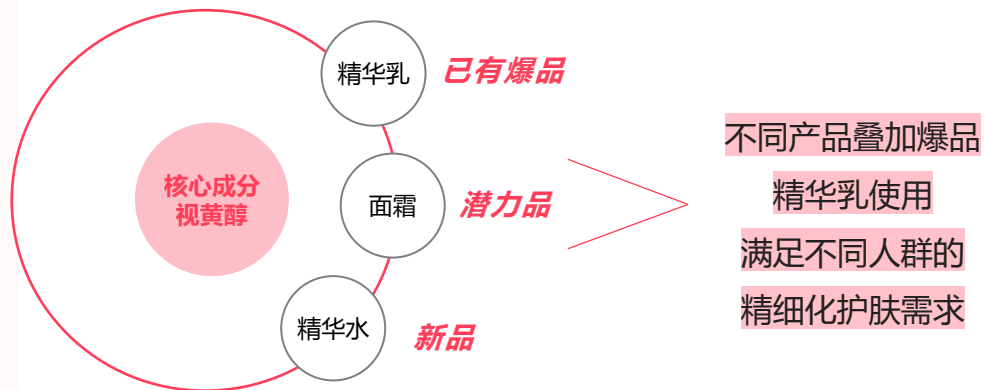 核心成分
视黄醇
精华乳
已有爆品
面霜
潜力品
精华水
新品
不同产品叠加爆品
精华乳使用
满足不同人群的
精细化护肤需求